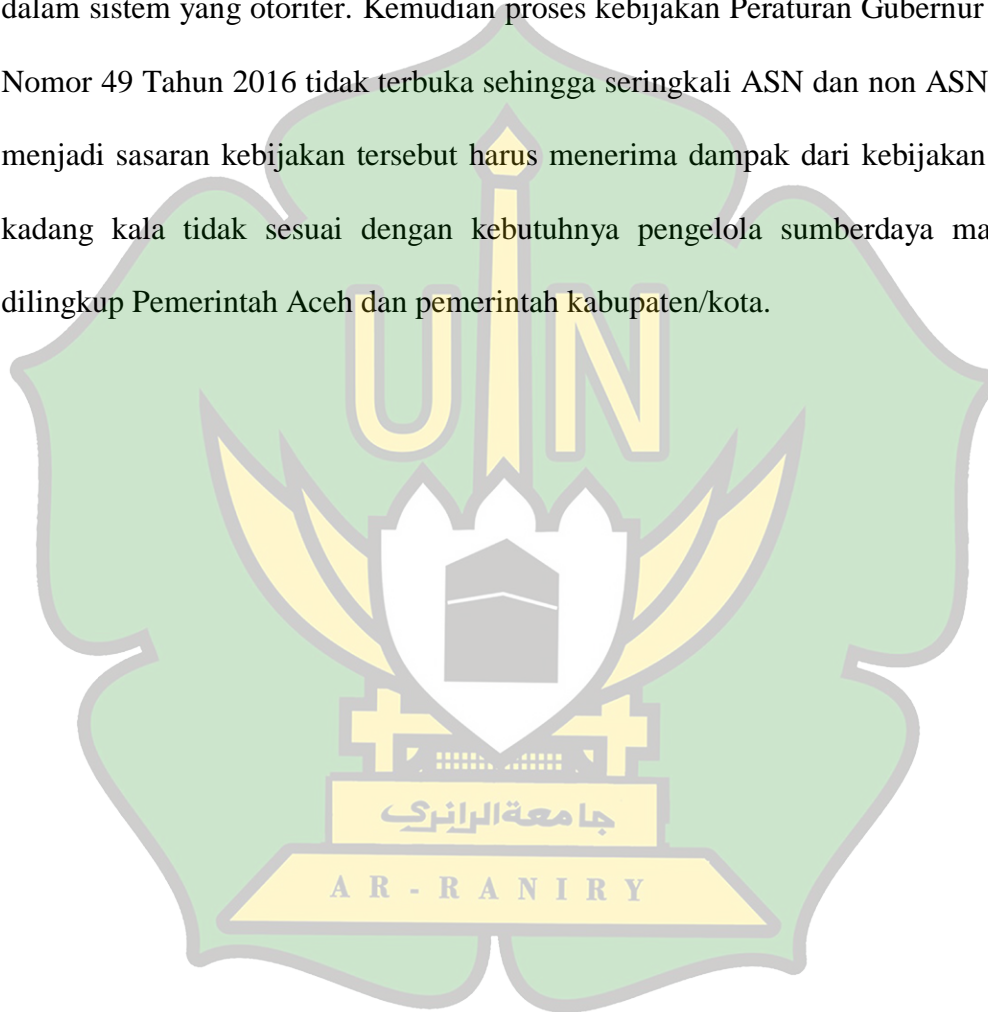 dalam sistem yang otoriter. Kemudian proses kebijakan Peraturan Gubernur
Nomor 49 Tahun 2016 tidak terbuka sehingga seringkali ASN dan non ASN
menjadi sasaran kebijakan tersebut harus menerima dampak dari kebijakan
kadang kala tidak sesuai dengan kebutuhnya pengelola sumberdaya
dilingkup Pemerintah Aceh dan pemerintah kabupaten/kota.
UIN
جامعة الرانري
AR-RANIRY